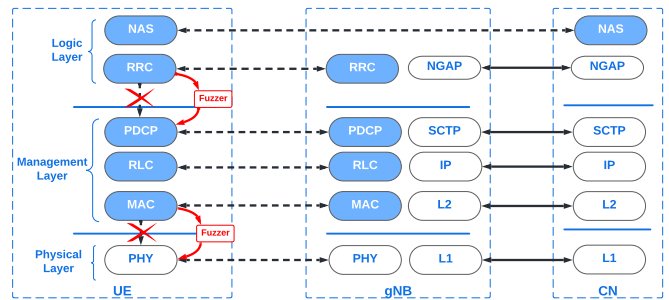 NAS
NAS
Logic
Layer
RRC
RRC
NGAP
NGAP
Fuzzer
PDCP
PDCP
SCTP
SCTP
Management
Layer
RLC
RLC
IP
IP
MAC
MAC
L2
L2
Fuzzer
Physical
Layer
PHY
PHY
L1
L1
UE
gNB
CN